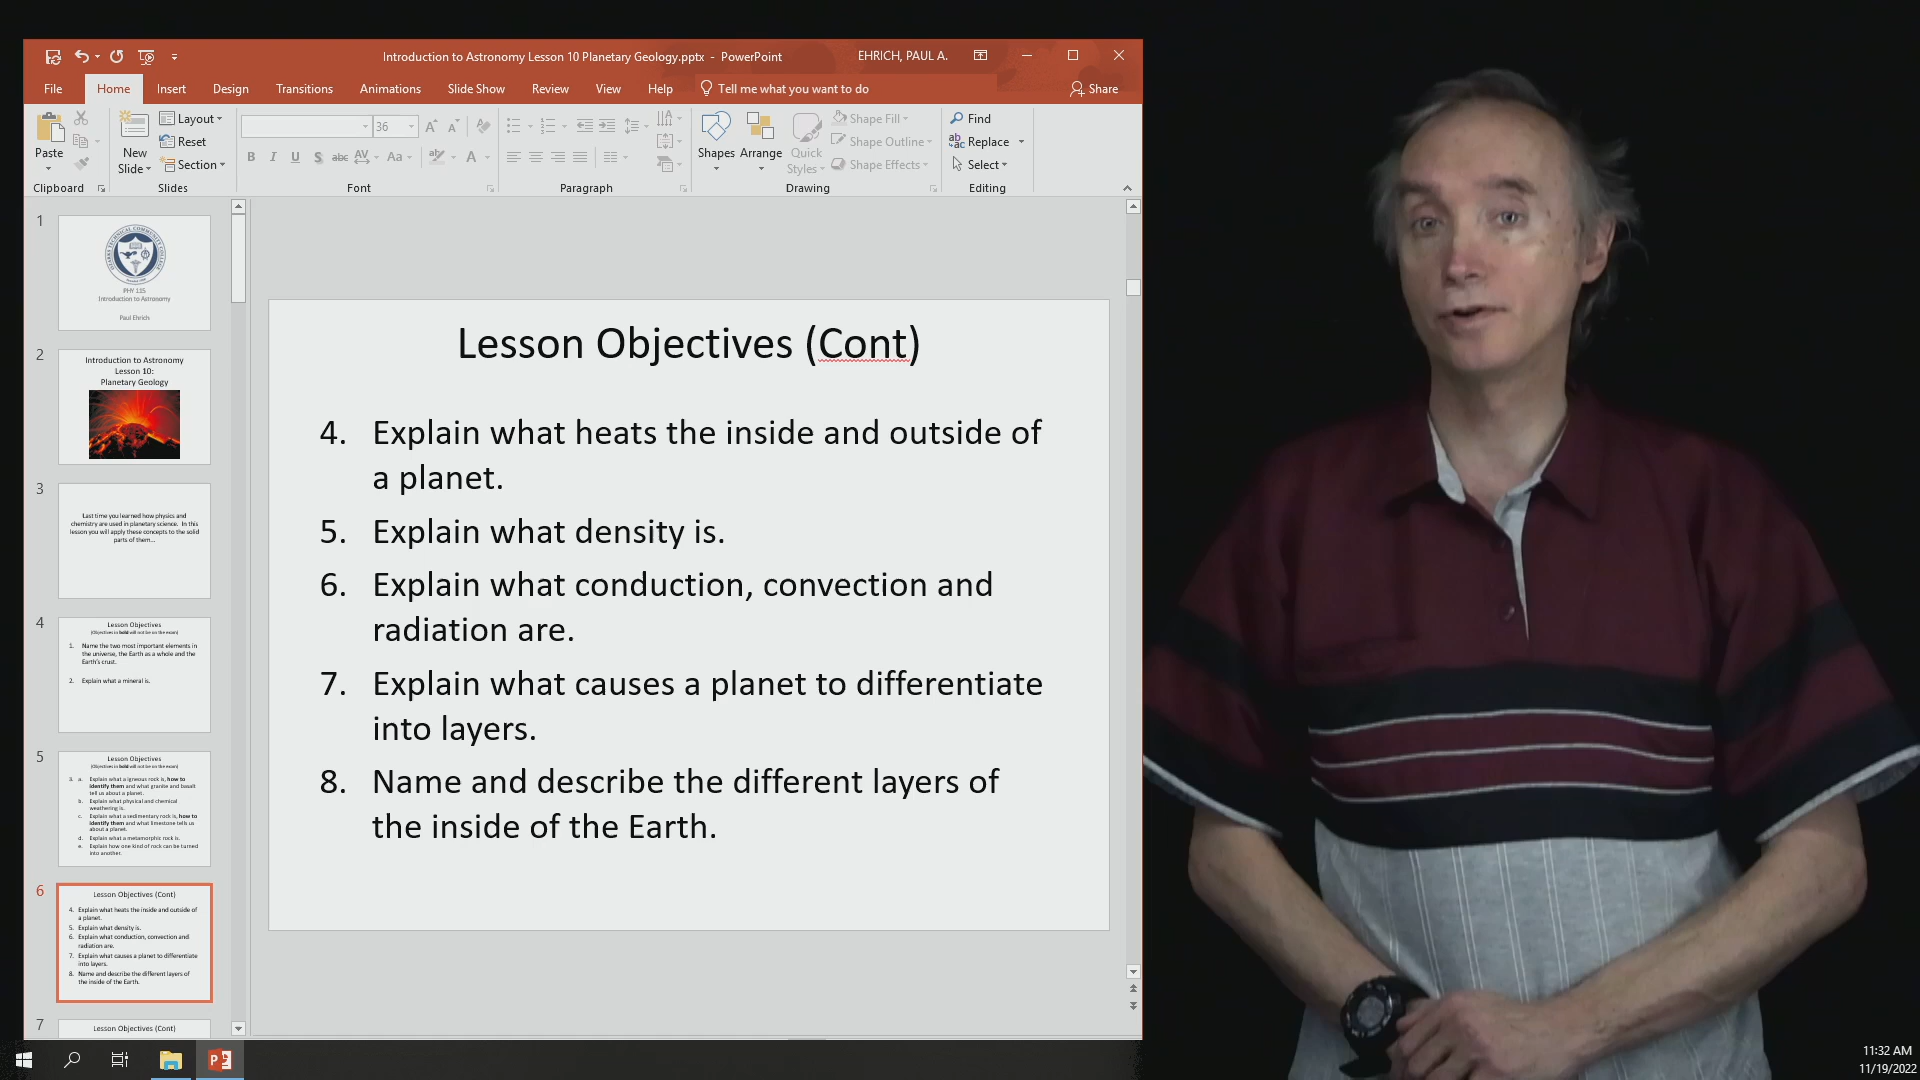 Introduction to Astronomy Lesson 10 Planetary Geology.pptx - PowerPoint
EHRICH, PAUL A.
File Home Insert Design Transitions Animations Slide Show Review View Help Tell me what you want to do Share
Paste
Clipboard
New
Slide
Layout
Reset
Section
Slides
36
B I U S abc AV Aa A
Font
Paragraph
Shapes Arrange Quick
Styles
Shape Fill
Shape Outline
Shape Effects
Drawing
Find
Replace
Select
Editing
1
OZARKS TECHNICAL COMMUNITY COLLEGE
PHY 115
Introduction to Astronomy
Paul Ehrich
2
Introduction to Astronomy
Lesson 10:
Planetary Geology
3
Last time you learned how physics and
chemistry are used in planetary science. In this
lesson you will apply these concepts to the solid
parts of them...
4
Lesson Objectives
(Objectives in bold will not be on the exam)
1. Name the two most important elements in
the universe, the Earth as a whole and the
Earth's crust.
2. Explain what a mineral is.
5
Lesson Objectives
(Objectives in bold will not be on the exam)
3. a. Explain what a igneous rock is, how to
identify them and what granite and basalt
tell us about a planet.
b. Explain what physical and chemical
weathering is.
c. Explain what a sedimentary rock is, how to
identify them and what limestone tells us
about a planet.
d. Explain what a metamorphic rock is.
e. Explain how one kind of rock can be turned
into another.
6
Lesson Objectives (Cont)
4. Explain what heats the inside and outside of
a planet.
5. Explain what density is.
6. Explain what conduction, convection and
radiation are.
7. Explain what causes a planet to differentiate
into layers.
8. Name and describe the different layers of
the inside of the Earth.
7
Lesson Objectives (Cont)
Lesson Objectives (Cont)
4. Explain what heats the inside and outside of
a planet.
5. Explain what density is.
6. Explain what conduction, convection and
radiation are.
7. Explain what causes a planet to differentiate
into layers.
8. Name and describe the different layers of
the inside of the Earth.
11:32 AM
11/19/2022